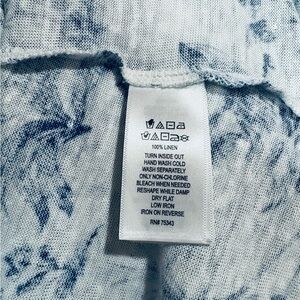 100% LINEN
TURN INSIDE OUT
HAND WASH COLD
WASH SEPARATELY
ONLY NON-CHLORINE
BLEACH WHEN NEEDED
RESHAPE WHILE DAMP
DRY FLAT
LOW IRON
IRON ON REVERSE
RN# 75343